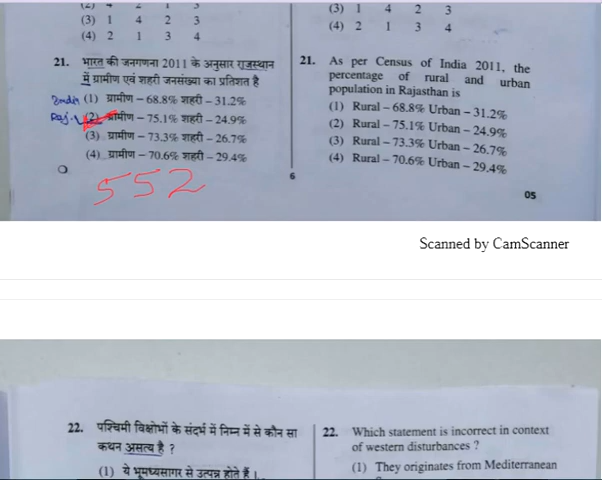 (2) 4 2 1 3
(3) 1 4 2 3
(4) 2 1 3 4
21. भारत की जनगणना 2011 के अनुसार राजस्थान
में ग्रामीण एवं शहरी जनसंख्या का प्रतिशत है
(1) ग्रामीण – 68.8% शहरी – 31.2%
Raj. (2) ग्रामीण – 75.1% शहरी – 24.9%
(3) ग्रामीण – 73.3% शहरी – 26.7%
(4) ग्रामीण – 70.6% शहरी – 29.4%
552
(3) 1 4 2 3
(4) 2 1 3 4
21. As per Census of India 2011, the
percentage of rural and urban
population in Rajasthan is
(1) Rural – 68.8% Urban – 31.2%
(2) Rural – 75.1% Urban – 24.9%
(3) Rural – 73.3% Urban – 26.7%
(4) Rural – 70.6% Urban – 29.4%
6
05
Scanned by CamScanner
22. पश्चिमी विक्षोभों के संदर्भ में निम्न में से कौन सा
कथन असत्य है ?
(1) ये भूमध्यसागर से उत्पन्न होते हैं ।
22. Which statement is incorrect in context
of western disturbances ?
(1) They originates from Mediterranean